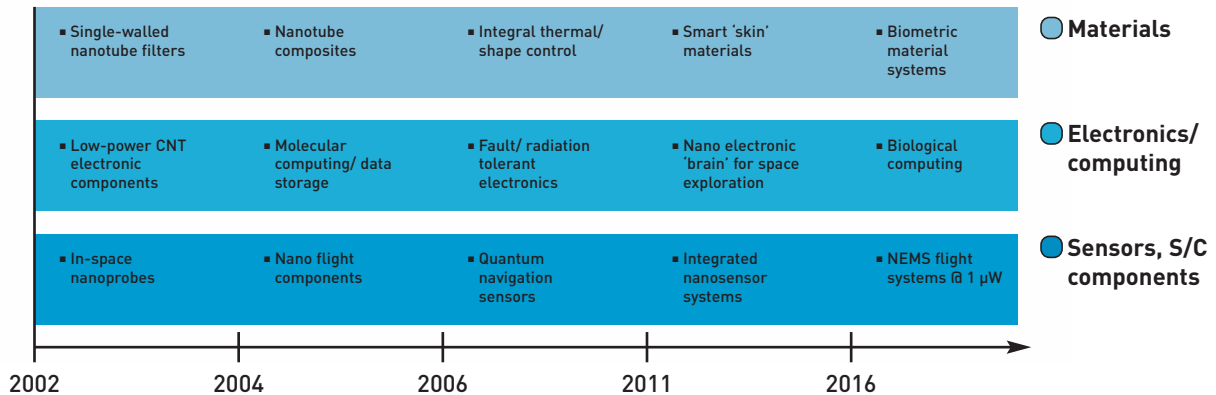 ▪ Single-walled
nanotube filters
▪ Nanotube
composites
▪ Integral thermal/
shape control
▪ Smart ‘skin’
materials
▪ Biometric
material
systems
Materials
▪ Low-power CNT
electronic
components
▪ Molecular
computing/ data
storage
▪ Fault/ radiation
tolerant
electronics
▪ Nano electronic
‘brain’ for space
exploration
▪ Biological
computing
Electronics/
computing
▪ In-space
nanoprobes
▪ Nano flight
components
▪ Quantum
navigation
sensors
▪ Integrated
nanosensor
systems
▪ NEMS flight
systems @ 1 µW
Sensors, S/C
components
2002 2004 2006 2011 2016